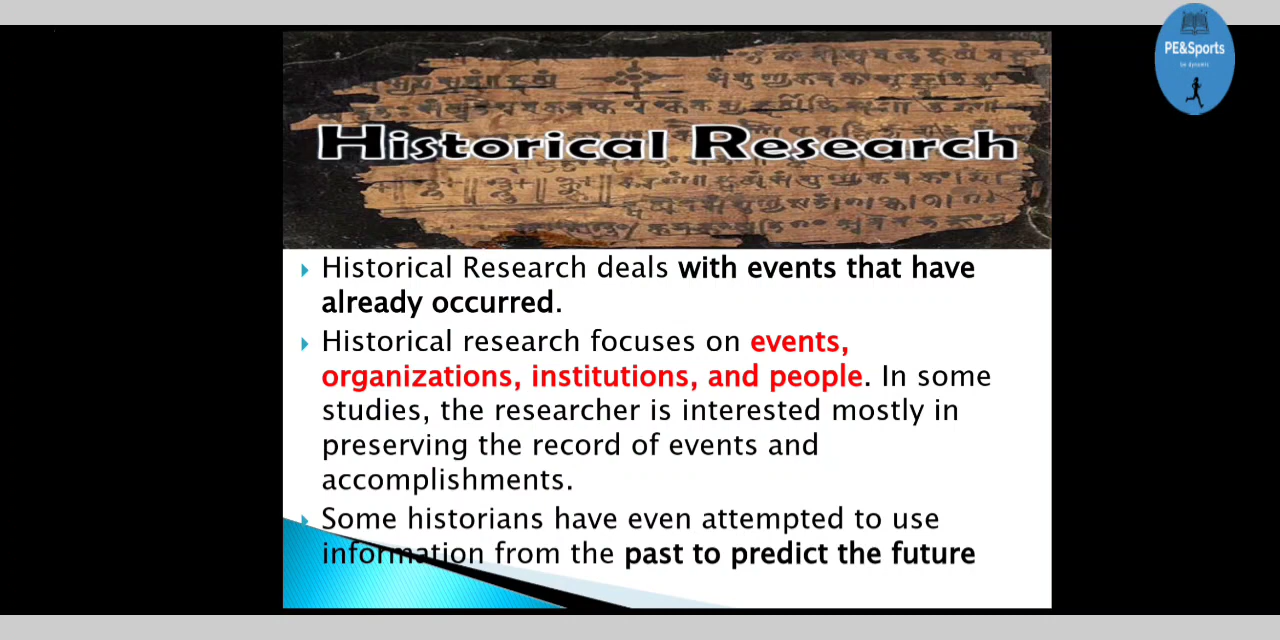 PE&Sports
be dynamic
Historical Research
Historical Research deals with events that have
already occurred.
Historical research focuses on events,
organizations, institutions, and people. In some
studies, the researcher is interested mostly in
preserving the record of events and
accomplishments.
Some historians have even attempted to use
information from the past to predict the future